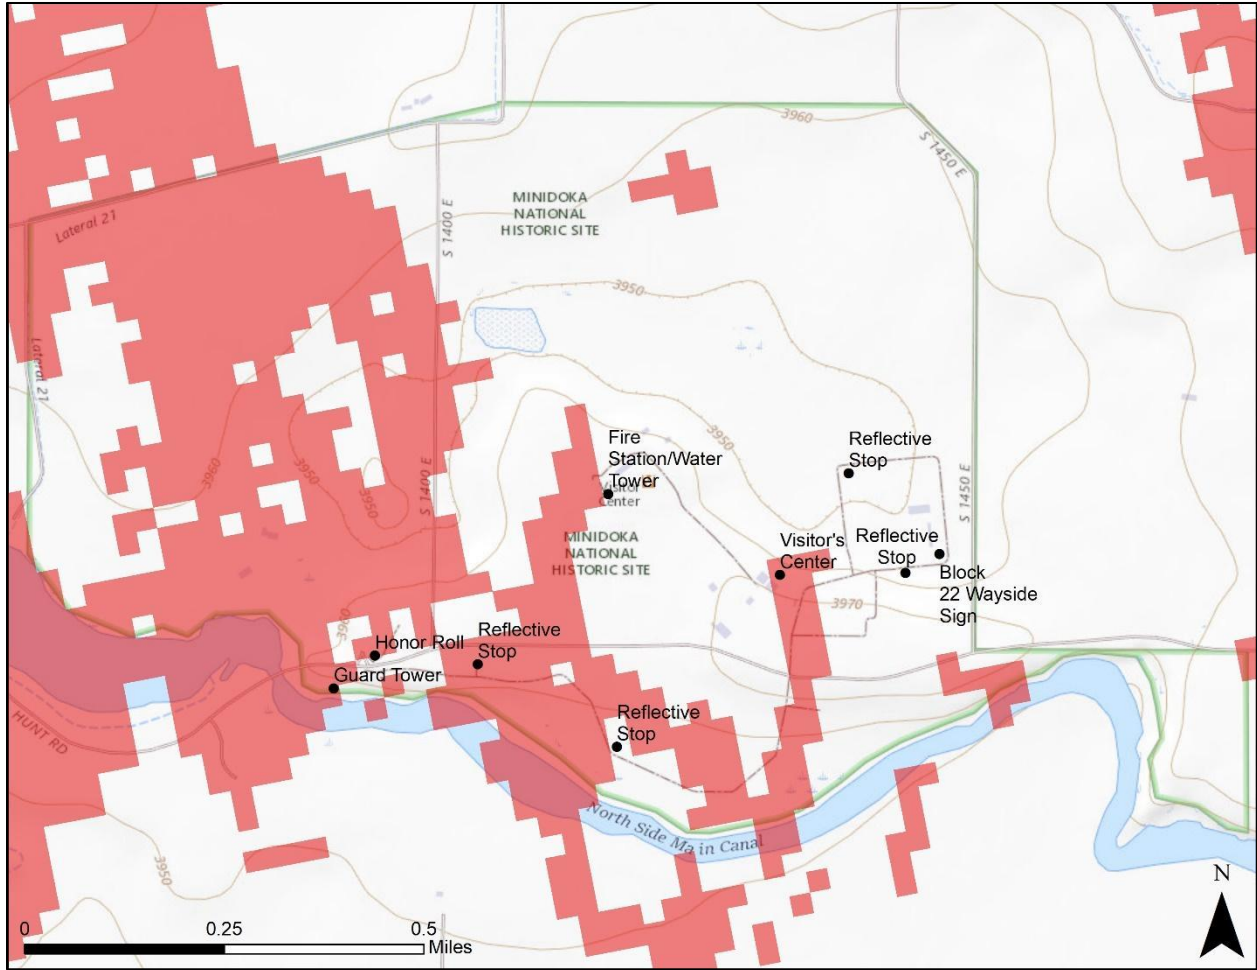 3960
S 1450 E
MINIDOKA
NATIONAL
HISTORIC SITE
Lateral 21
S 1400 E
3950
Lateral 21
3960
3950
3950
S 1400 E
Fire
Station/Water
Tower
Visitor
Center
3950
Reflective
Stop
S 1450 E
MINIDOKA
NATIONAL
HISTORIC SITE
Visitor's
Center
Reflective
Stop
Block
22 Wayside
Sign
3970
3960
Honor Roll
Reflective
Stop
Guard Tower
Reflective
Stop
HUNT RD
North Side Main Canal
3950
N
0 0.25 0.5
Miles